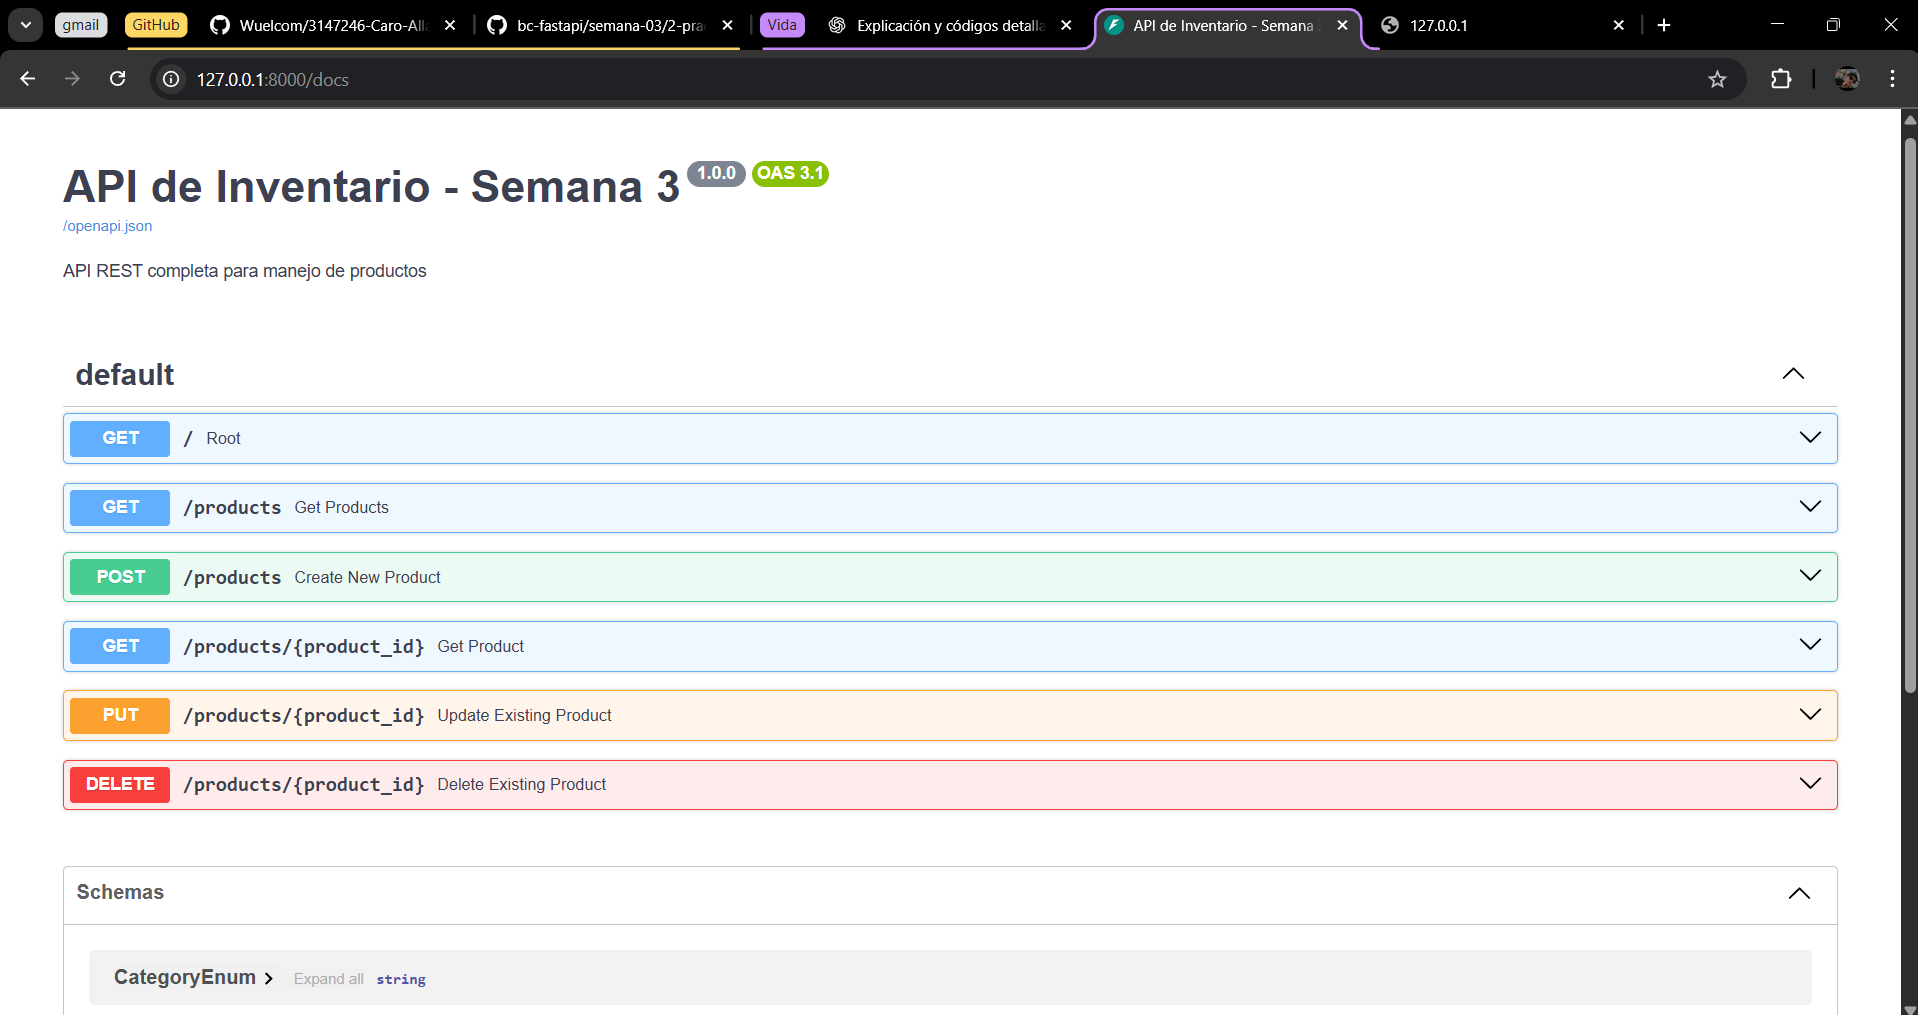 gmail GitHub Wuelcom/3147246-Caro-Alla bc-fastapi/semana-03/2-prac Vida Explicación y códigos detalla API de Inventario - Semana 3 127.0.0.1
127.0.0.1:8000/docs
API de Inventario - Semana 3 1.0.0 OAS 3.1
/openapi.json
API REST completa para manejo de productos
default
GET / Root
GET /products Get Products
POST /products Create New Product
GET /products/{product_id} Get Product
PUT /products/{product_id} Update Existing Product
DELETE /products/{product_id} Delete Existing Product
Schemas
CategoryEnum Expand all string